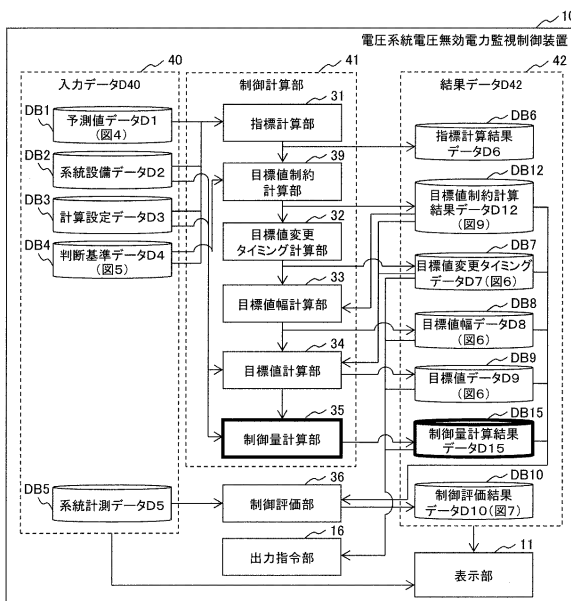 10
電圧系統電圧無効電力監視制御装置
40
入力データD40
DB1
予測値データD1
(図4)
DB2
系統設備データD2
DB3
計算設定データD3
DB4
判断基準データD4
(図5)
DB5
系統計測データD5
41
制御計算部
31
指標計算部
39
目標値制約
計算部
32
目標値変更
タイミング計算部
33
目標値幅計算部
34
目標値計算部
35
制御量計算部
36
制御評価部
16
出力指令部
42
結果データD42
DB6
指標計算結果
データD6
DB12
目標値制約計算
結果データD12
(図9)
DB7
目標値変更タイミング
データD7(図6)
DB8
目標値幅データD8
(図6)
DB9
目標値データD9
(図6)
DB15
制御量計算結果
データD15
DB10
制御評価結果
データD10(図7)
11
表示部